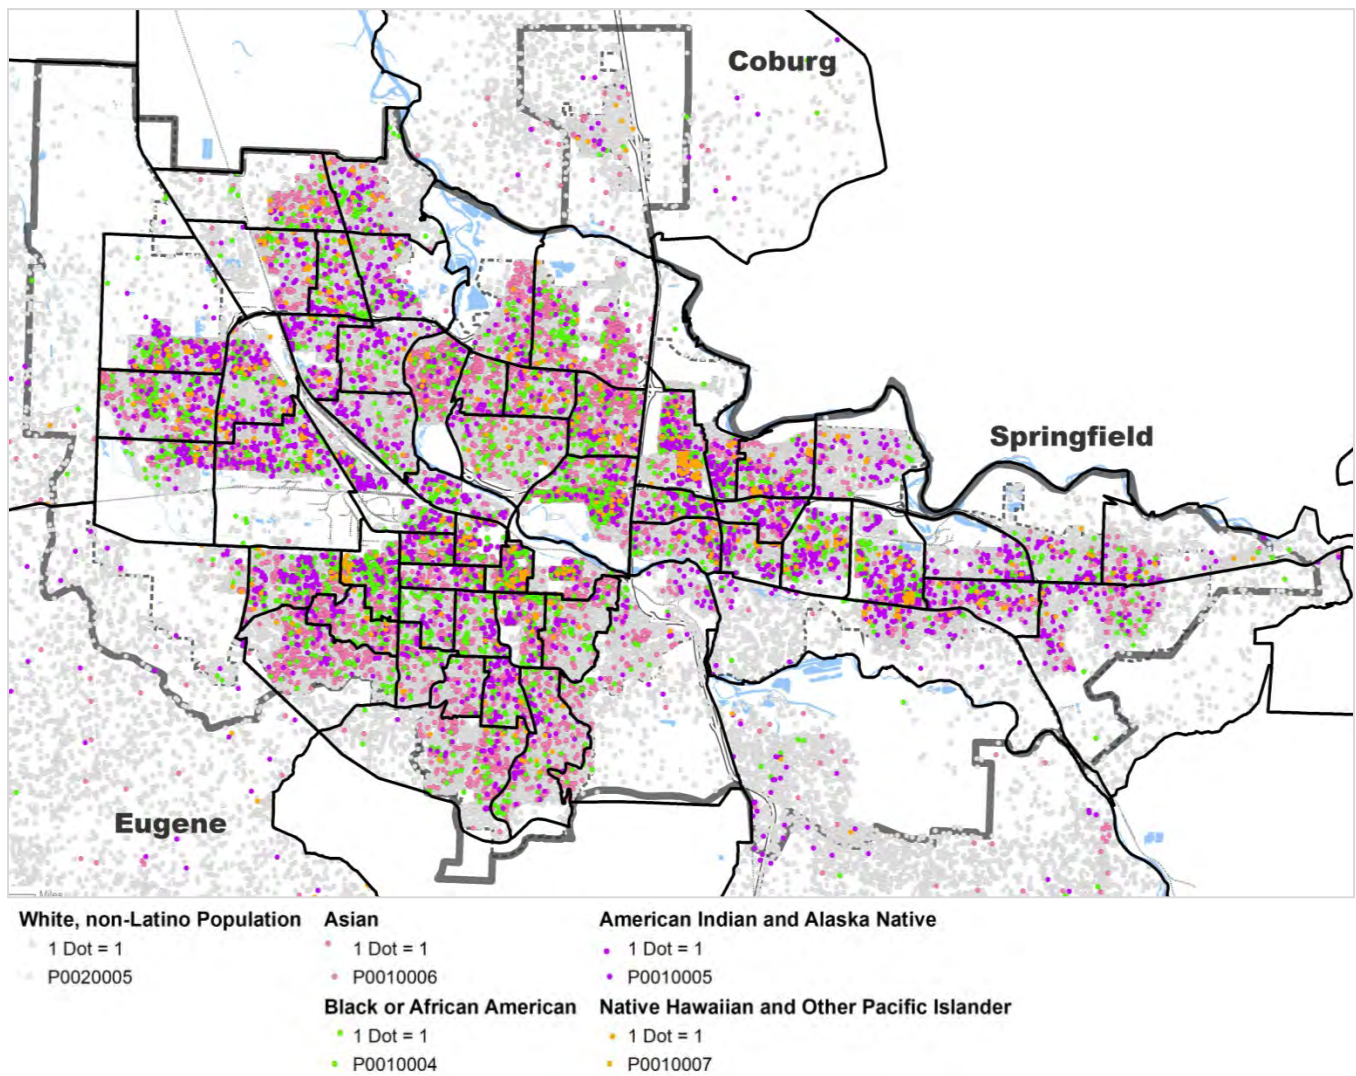 Coburg
Springfield
Eugene
Miles
White, non-Latino Population
1 Dot = 1
P0020005
Asian
1 Dot = 1
P0010006
Black or African American
1 Dot = 1
P0010004
American Indian and Alaska Native
1 Dot = 1
P0010005
Native Hawaiian and Other Pacific Islander
1 Dot = 1
P0010007